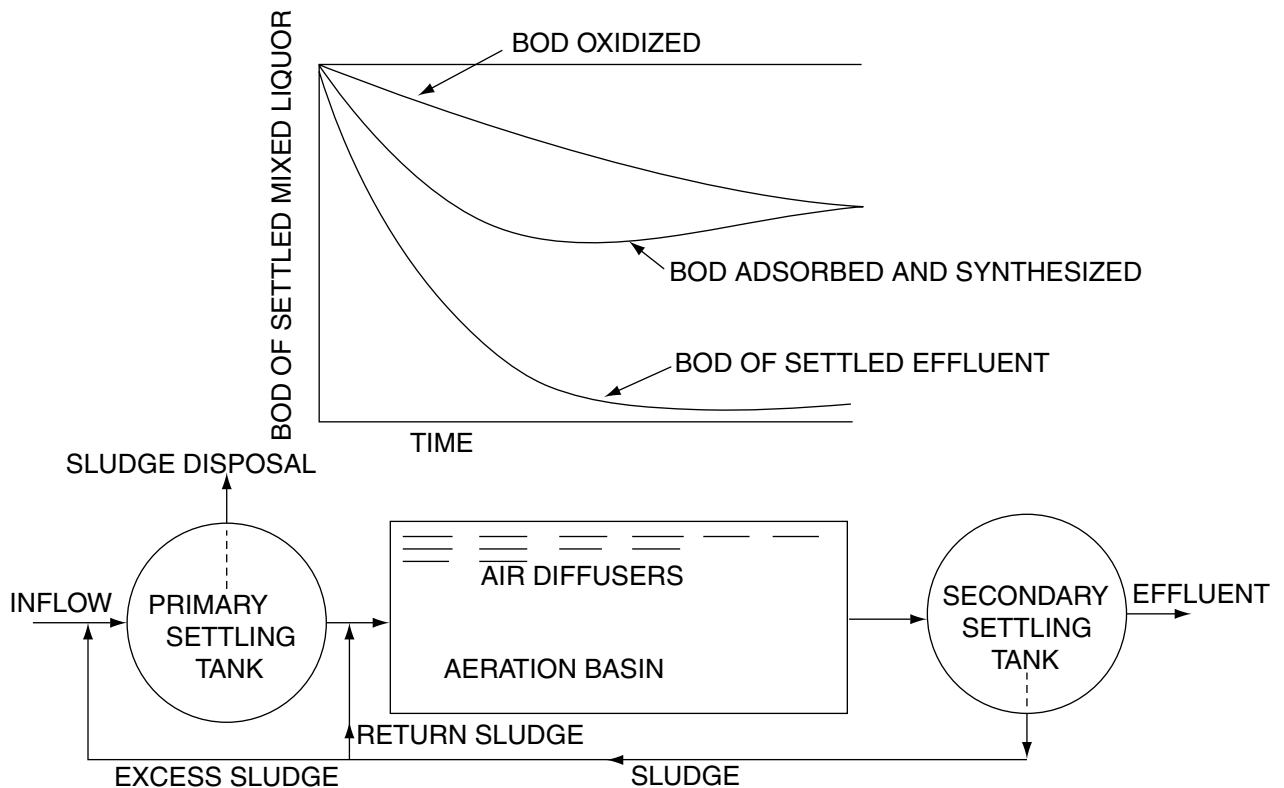 BOD OF SETTLED MIXED LIQUOR
BOD OXIDIZED
BOD ADSORBED AND SYNTHESIZED
BOD OF SETTLED EFFLUENT
TIME
SLUDGE DISPOSAL
INFLOW
PRIMARY
SETTLING
TANK
AIR DIFFUSERS
AERATION BASIN
SECONDARY
SETTLING
TANK
EFFLUENT
RETURN SLUDGE
EXCESS SLUDGE
SLUDGE